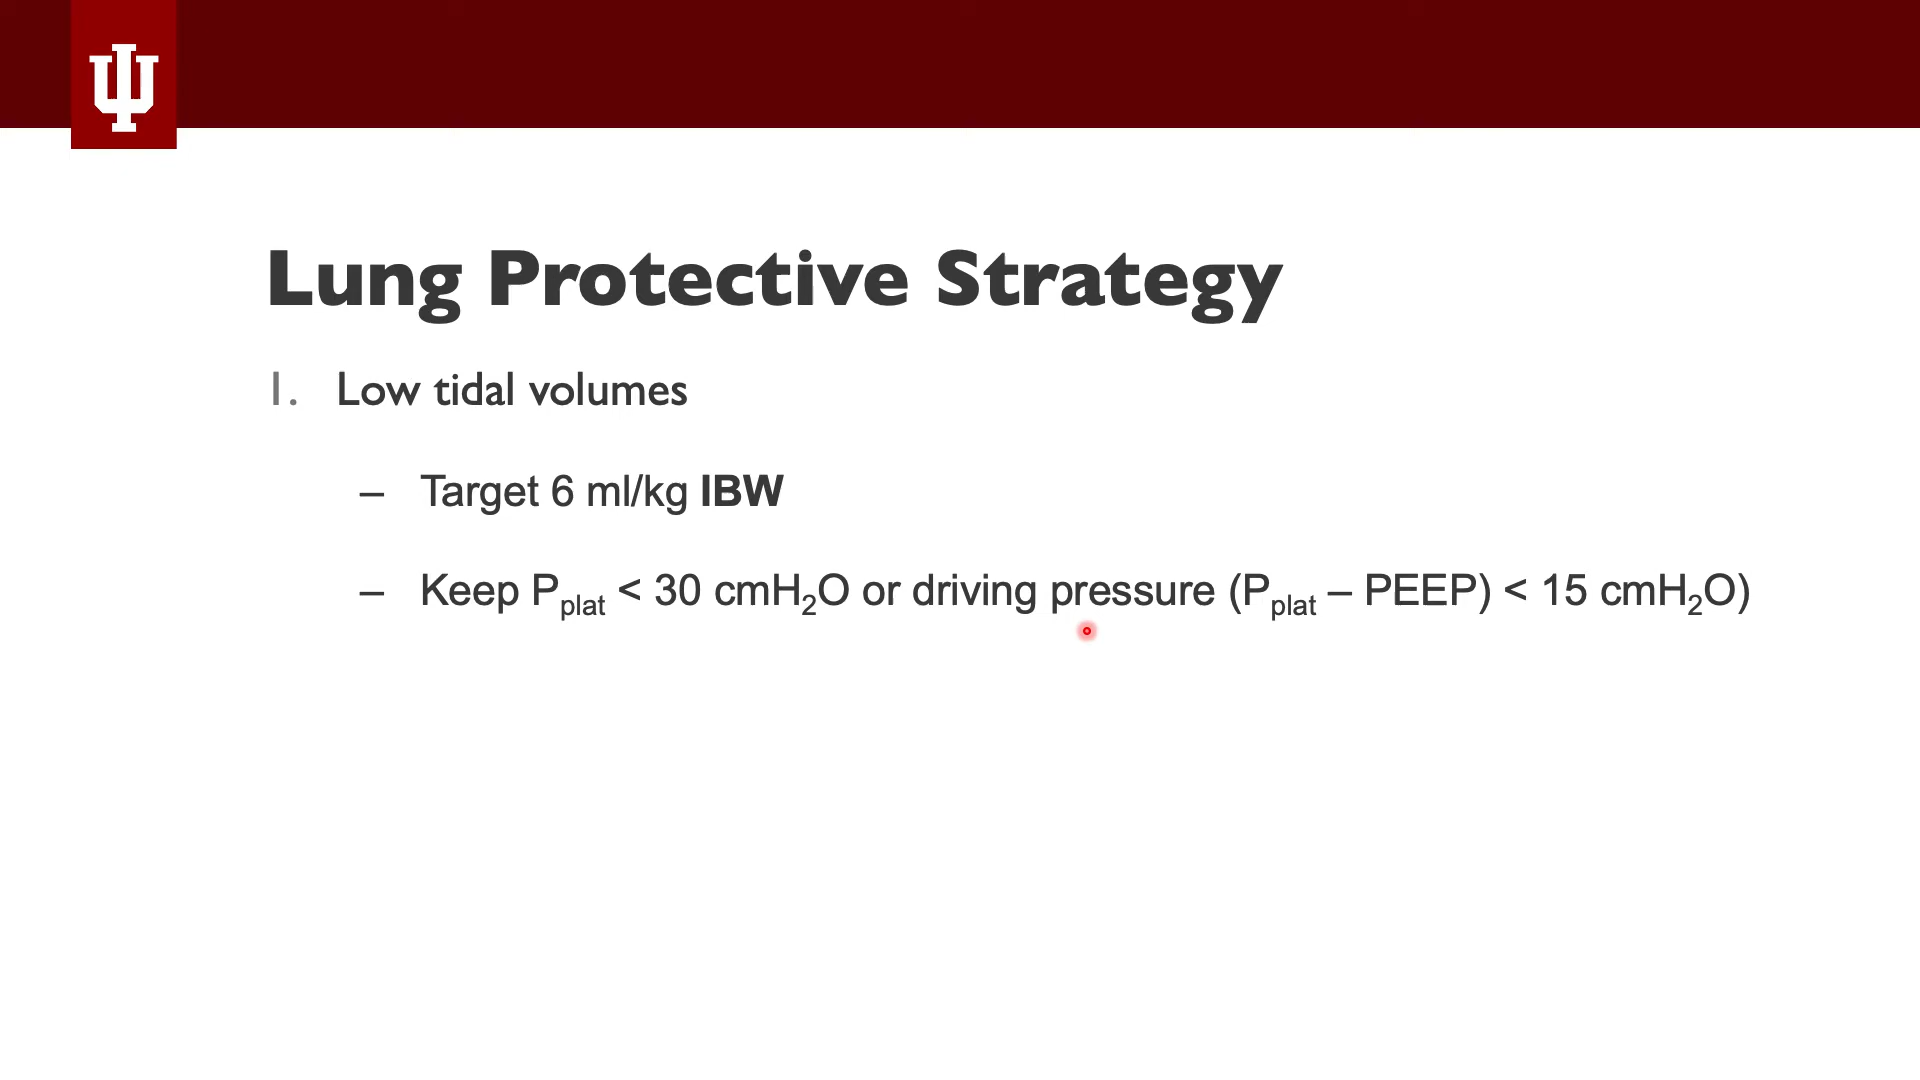 Lung Protective Strategy
1. Low tidal volumes
– Target 6 ml/kg IBW
– Keep Pplat < 30 cmH2O or driving pressure (Pplat – PEEP) < 15 cmH2O)